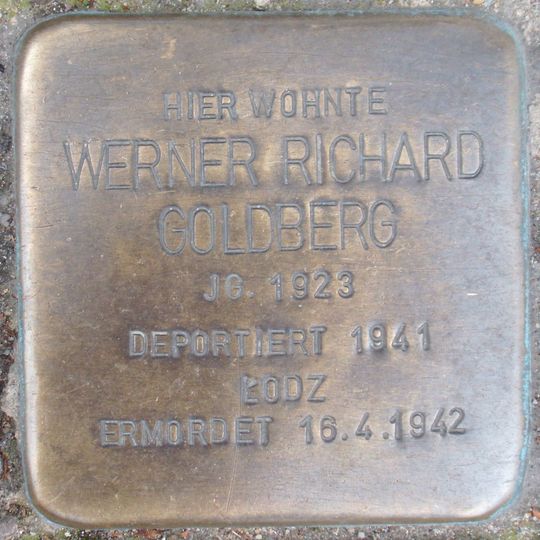 HIER WOHNTE
WERNER RICHARD
GOLDBERG
JG. 1923
DEPORTIERT 1941
ŁODZ
ERMORDET 16.4.1942